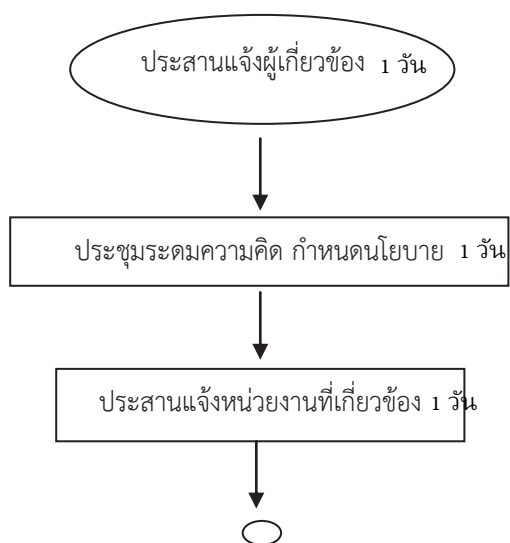 ประสานแจ้งผู้เกี่ยวข้อง 1 วัน
ประชุมระดมความคิด กำหนดนโยบาย 1 วัน
ประสานแจ้งหน่วยงานที่เกี่ยวข้อง 1 วัน